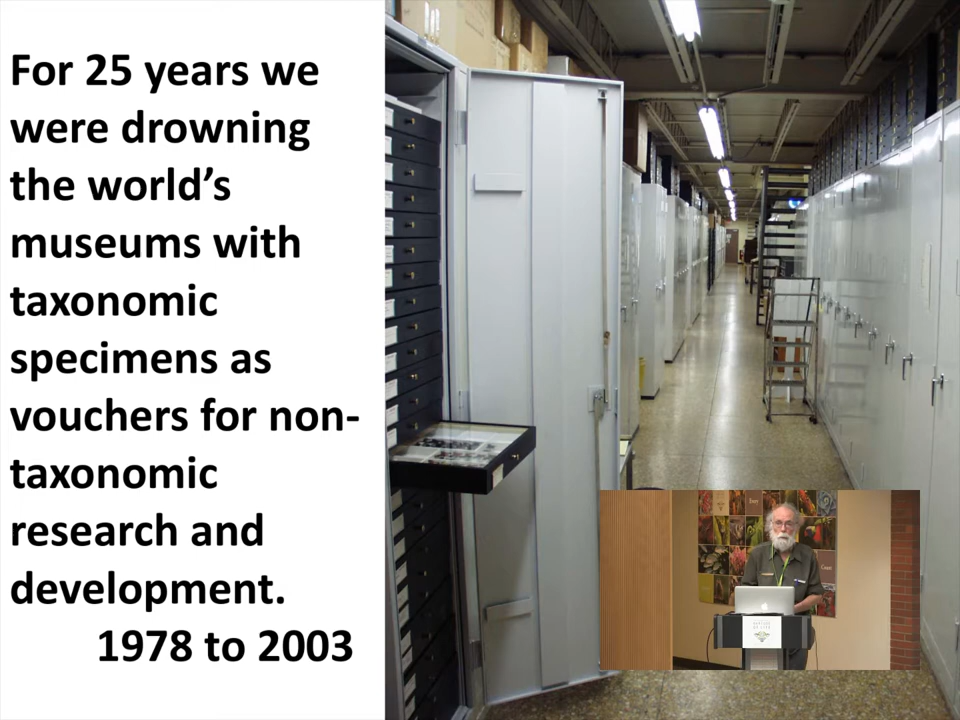 For 25 years we
were drowning
the world’s
museums with
taxonomic
specimens as
vouchers for non-
taxonomic
research and
development.
1978 to 2003